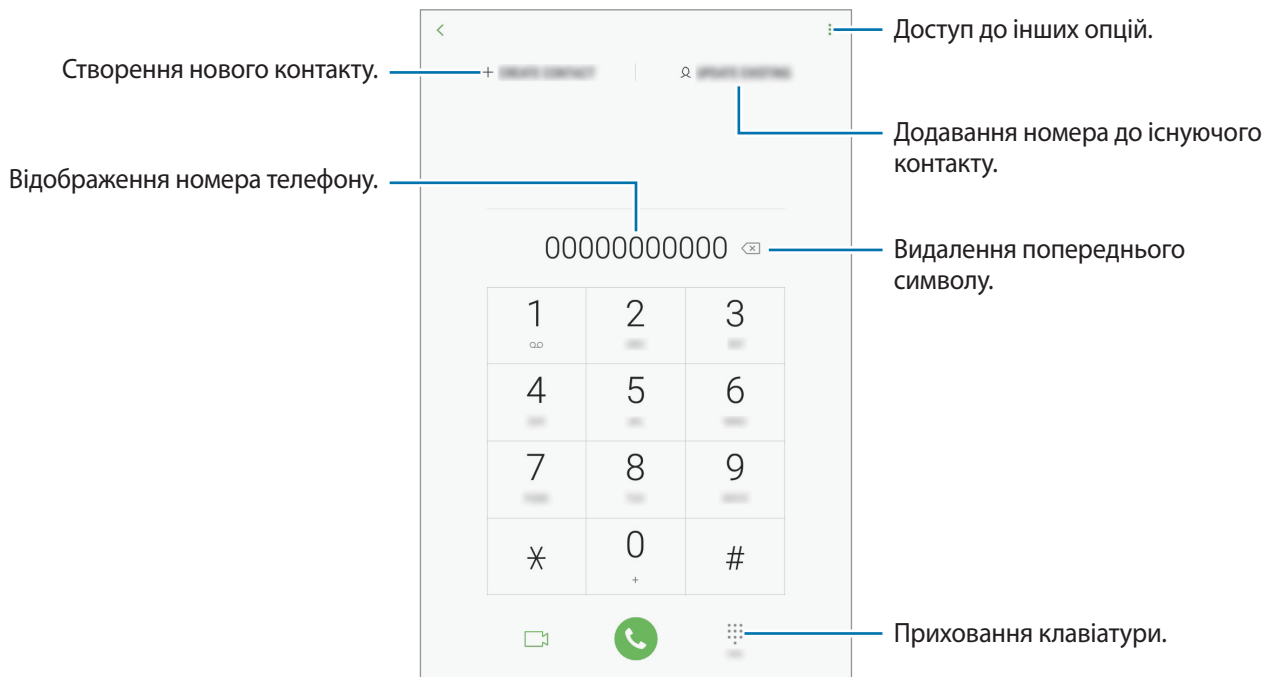 Доступ до інших опцій.
Створення нового контакту.
Додавання номера до існуючого
контакту.
Відображення номера телефону.
00000000000
Видалення попереднього
символу.
1 2 3
4 5 6
7 8 9
* 0 #
+
Приховання клавіатури.